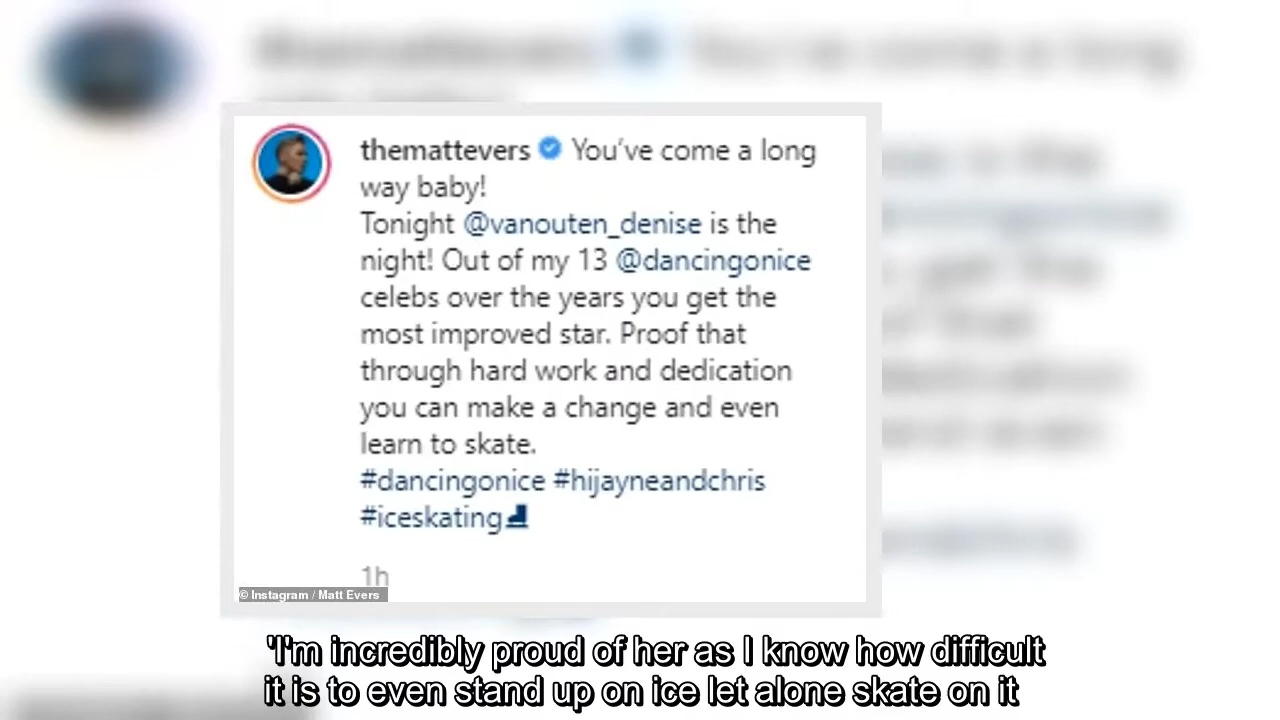 themattevers You've come a long
way baby!
Tonight @vanouten_denise is the
night! Out of my 13 @dancingonice
celebs over the years you get the
most improved star. Proof that
through hard work and dedication
you can make a change and even
learn to skate.
#dancingonice #hijayneandchris
#iceskating⛸
1h
© Instagram / Matt Evers
'I'm incredibly proud of her as I know how difficult
it is to even stand up on ice let alone skate on it